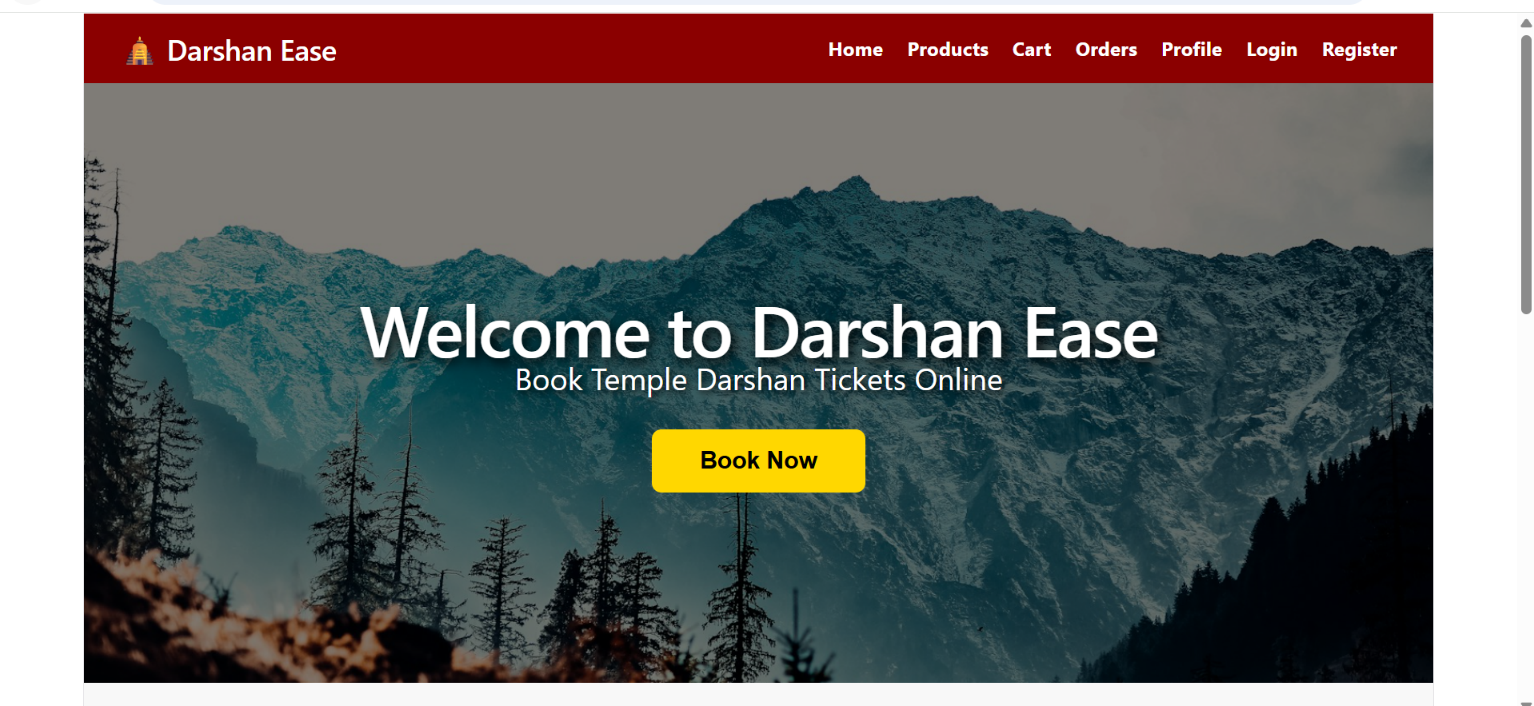 Darshan Ease
Home Products Cart Orders Profile Login Register
Welcome to Darshan Ease
Book Temple Darshan Tickets Online
Book Now